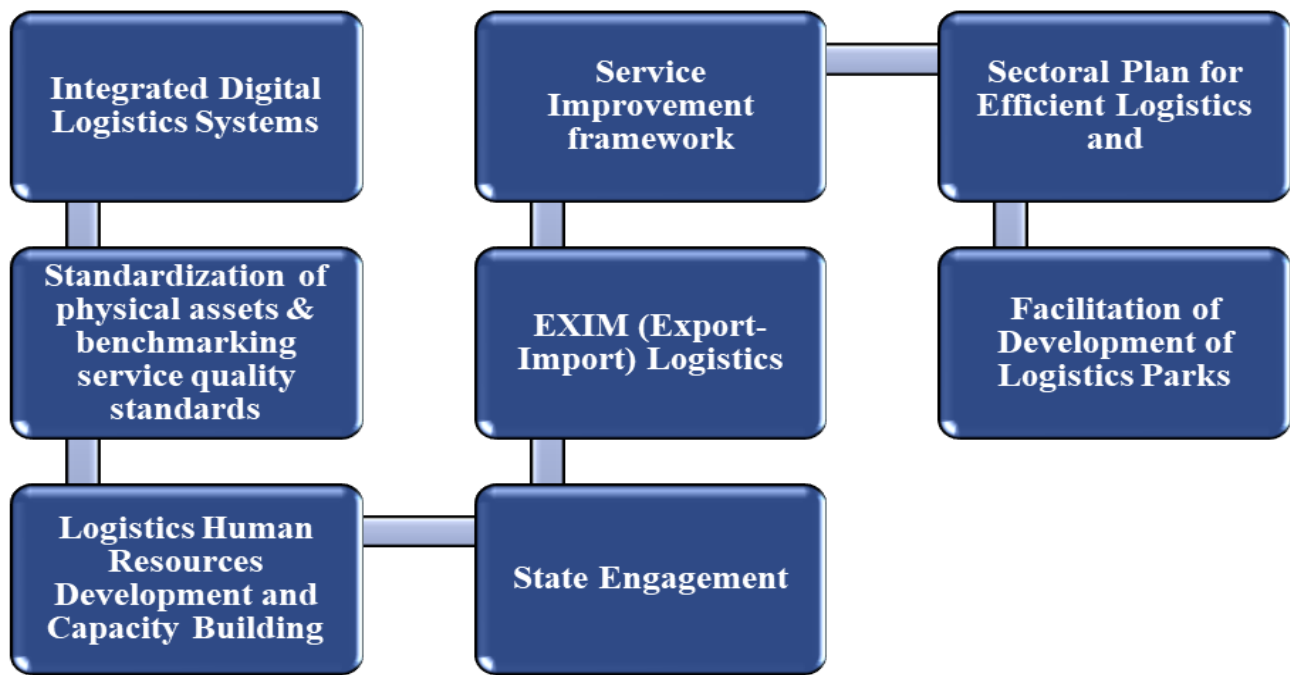 Integrated Digital
Logistics Systems
Standardization of
physical assets &
benchmarking
service quality
standards
Logistics Human
Resources
Development and
Capacity Building
State Engagement
EXIM (Export-
Import) Logistics
Service
Improvement
framework
Sectoral Plan for
Efficient Logistics
and
Facilitation of
Development of
Logistics Parks